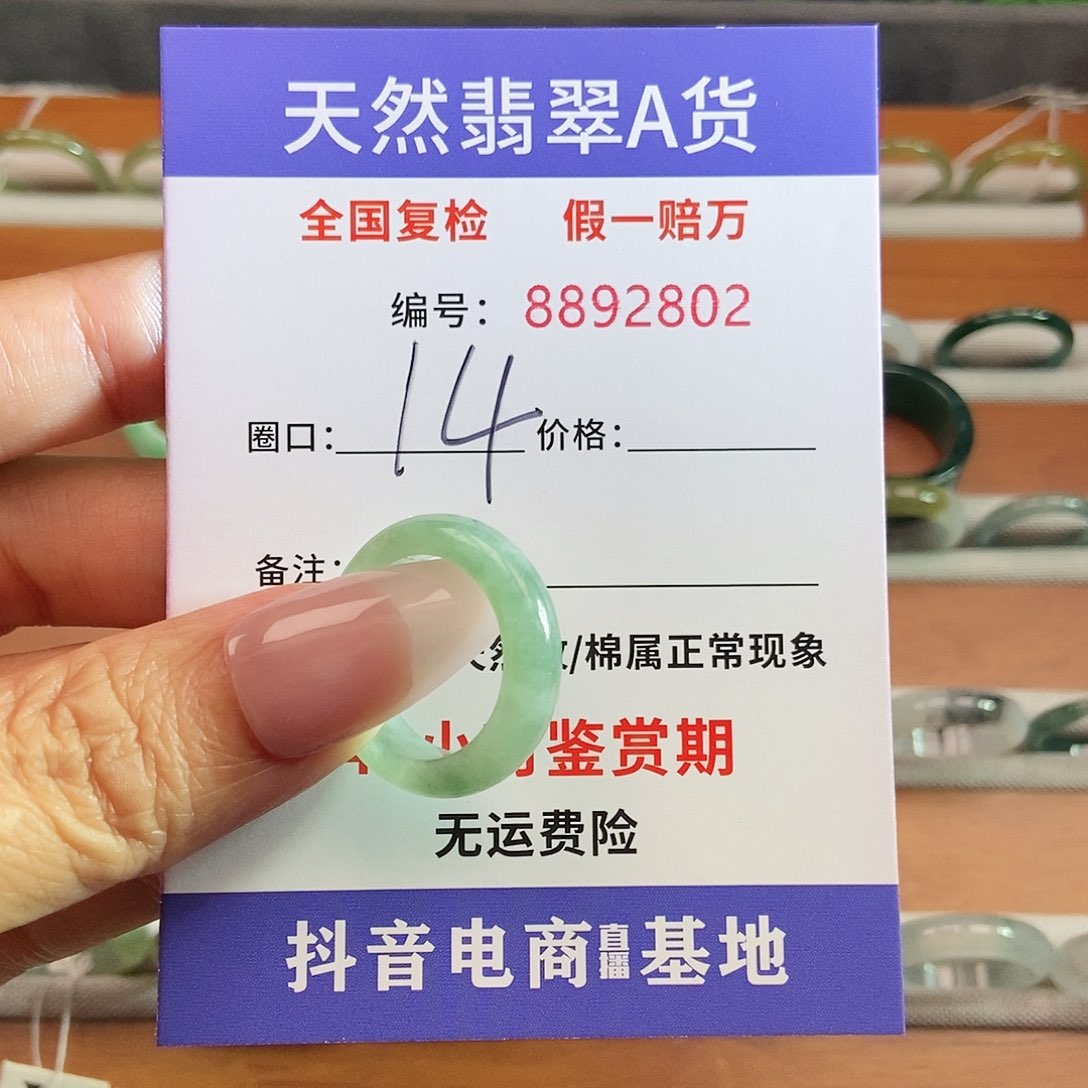 天然翡翠A货
全国复检 假一赔万
编号：8892802
圈口：14 价格：
备注：
/棉属正常现象
鉴赏期
无运费险
抖音电商直播基地